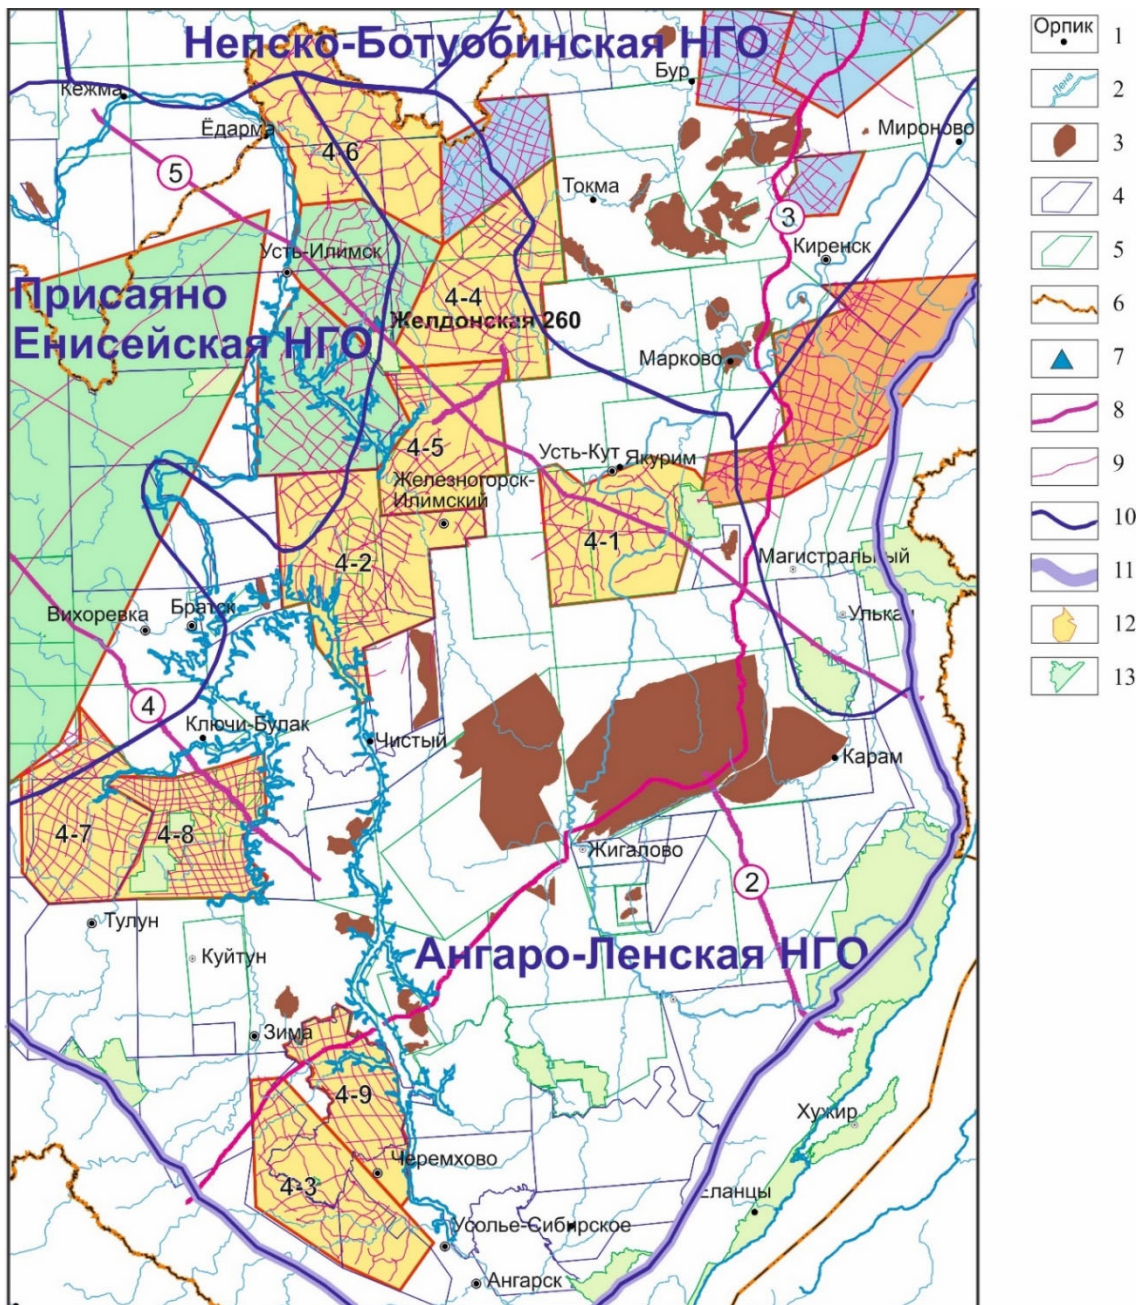 Непско-Ботуобинская НГО
Орпик
1
Кежма
Бур
2
Лена
Ёдарма
Мироново
4-6
3
5
Токма
4
3
Киренск
5
Усть-Илимск
Присаяно
Енисейская НГО
4-4
Желдонская 260
6
7
Марково
8
4-5
Усть-Кут
Якурим
9
Железногорск-
Илимский
10
4-1
Магистральный
4-2
11
Вихоревка
Братск
Улькан
12
13
4
Ключи-Булак
Чистый
Карам
4-7
4-8
Жигалово
2
Тулун
Куйтун
Ангаро-Ленская НГО
Зима
4-9
Хужир
Черемхово
4-3
Еланцы
Усолье-Сибирское
Ангарск